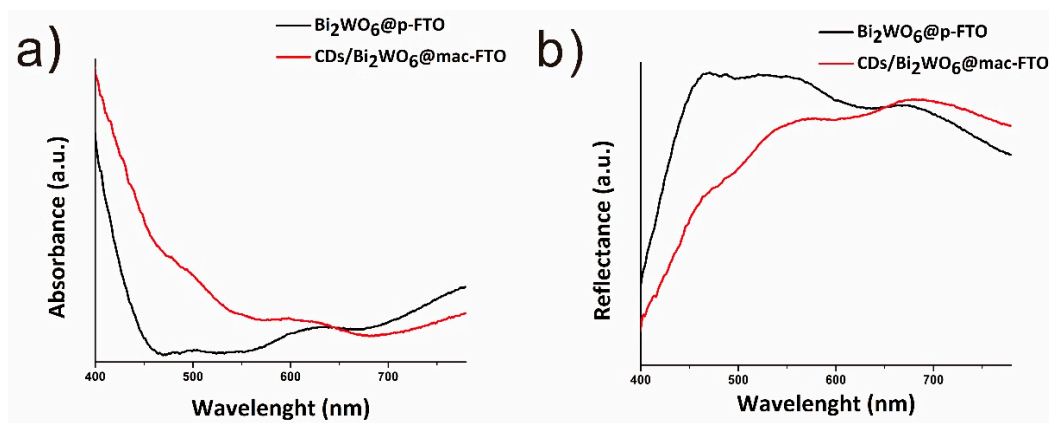 a)
Bi₂WO₆@p-FTO
CDs/Bi₂WO₆@mac-FTO
Absorbance (a.u.)
400 500 600 700
Wavelenght (nm)
b)
Bi₂WO₆@p-FTO
CDs/Bi₂WO₆@mac-FTO
Reflectance (a.u.)
400 500 600 700
Wavelenght (nm)